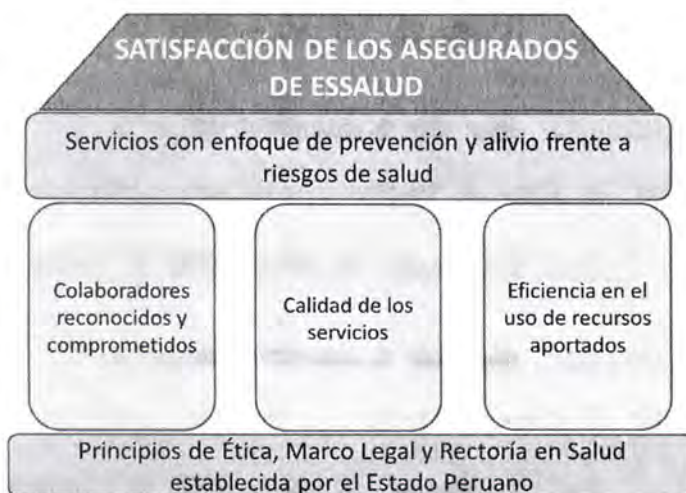 SATISFACCIÓN DE LOS ASEGURADOS
DE ESSALUD
Servicios con enfoque de prevención y alivio frente a
riesgos de salud
Colaboradores
reconocidos y
comprometidos
Calidad de los
servicios
Eficiencia en el
uso de recursos
aportados
Principios de Ética, Marco Legal y Rectoría en Salud
establecida por el Estado Peruano